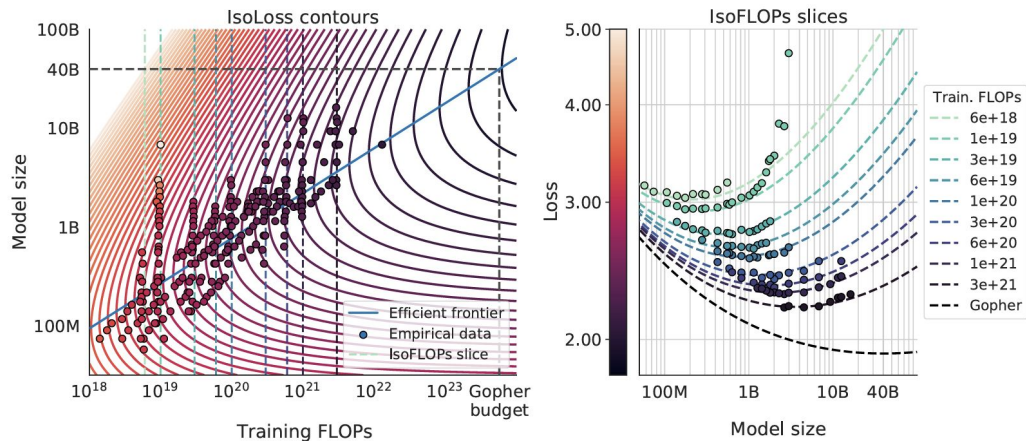 IsoLoss contours
100B
40B
10B
1B
100M
Model size
10^18
10^19
10^20
10^21
10^22
10^23
Gopher
budget
Training FLOPs
Efficient frontier
Empirical data
IsoFLOPs slice
IsoFLOPs slices
5.00
4.00
3.00
2.00
Loss
100M
1B
10B
40B
Model size
Train. FLOPs
6e+18
1e+19
3e+19
6e+19
1e+20
3e+20
6e+20
1e+21
3e+21
Gopher